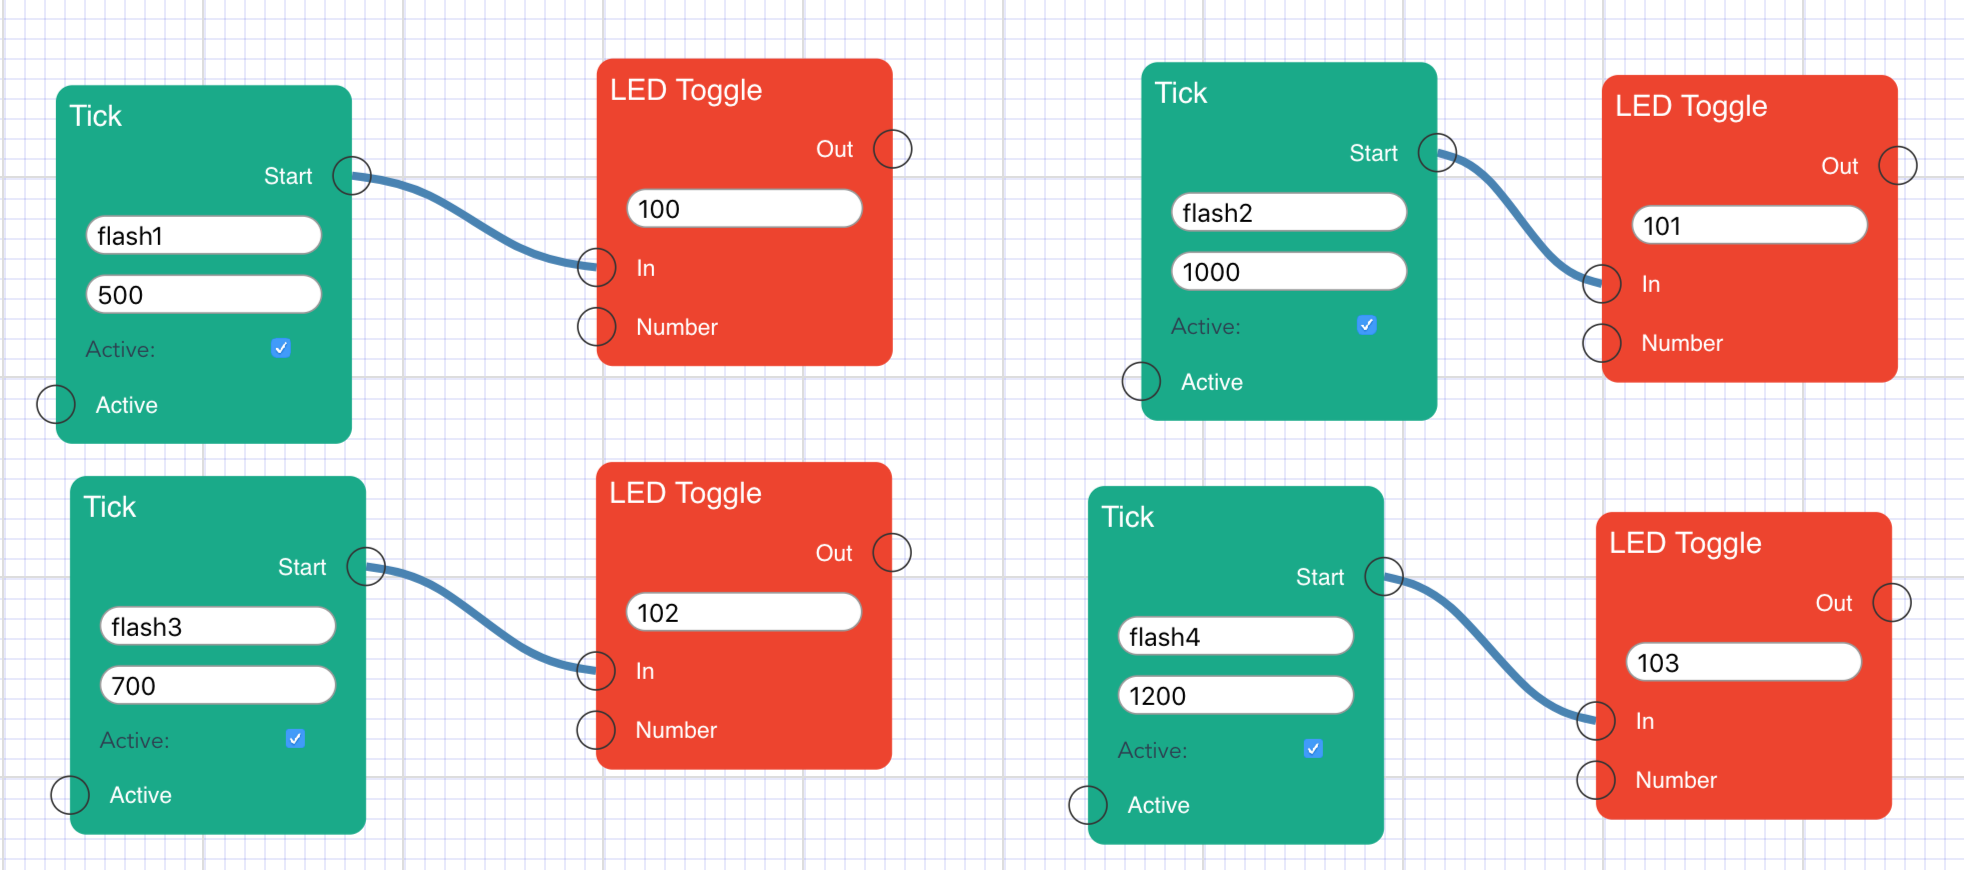 Tick
Start
flash1
500
Active:
Active
LED Toggle
Out
100
In
Number
Tick
Start
flash2
1000
Active:
Active
LED Toggle
Out
101
In
Number
Tick
Start
flash3
700
Active:
Active
LED Toggle
Out
102
In
Number
Tick
Start
flash4
1200
Active:
Active
LED Toggle
Out
103
In
Number